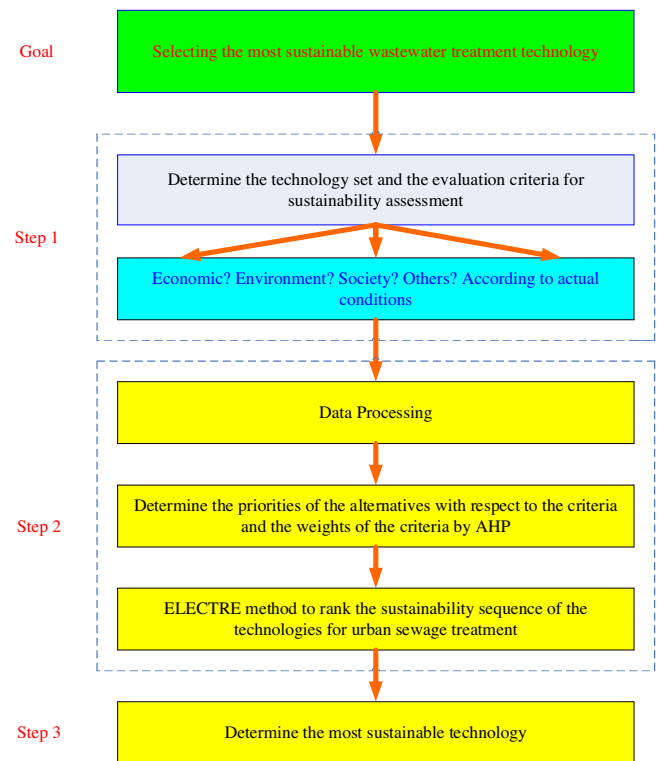 Goal
Selecting the most sustainable wastewater treatment technology
Step 1
Determine the technology set and the evaluation criteria for
sustainability assessment
Economic? Environment? Society? Others? According to actual
conditions
Step 2
Data Processing
Determine the priorities of the alternatives with respect to the criteria
and the weights of the criteria by AHP
ELECTRE method to rank the sustainability sequence of the
technologies for urban sewage treatment
Step 3
Determine the most sustainable technology